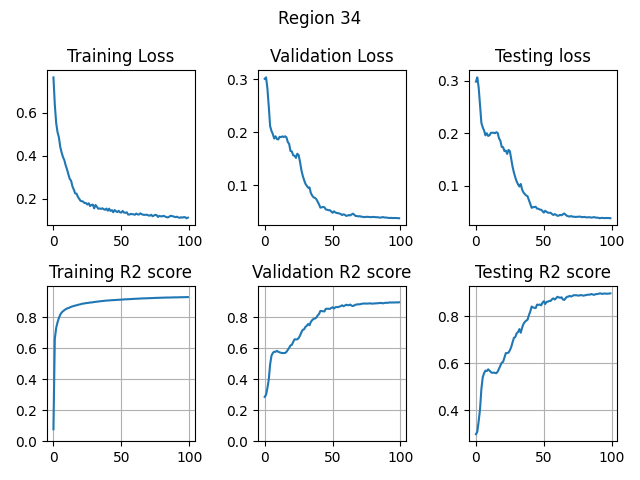 Region 34
Training Loss
Validation Loss
Testing loss
0.6
0.4
0.2
0 50 100
0.3
0.2
0.1
0 50 100
0.3
0.2
0.1
0 50 100
Training R2 score
Validation R2 score
Testing R2 score
0.8
0.6
0.4
0.2
0.0
0 50 100
0.8
0.6
0.4
0.2
0.0
0 50 100
0.8
0.6
0.4
0 50 100